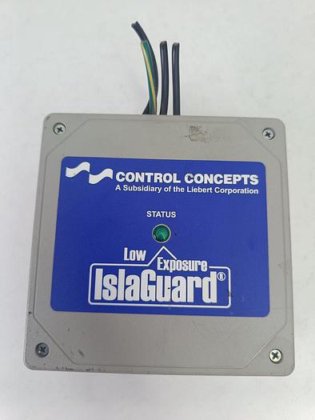 CONTROL CONCEPTS
A Subsidiary of the Liebert Corporation
STATUS
Low Exposure
IslaGuard®